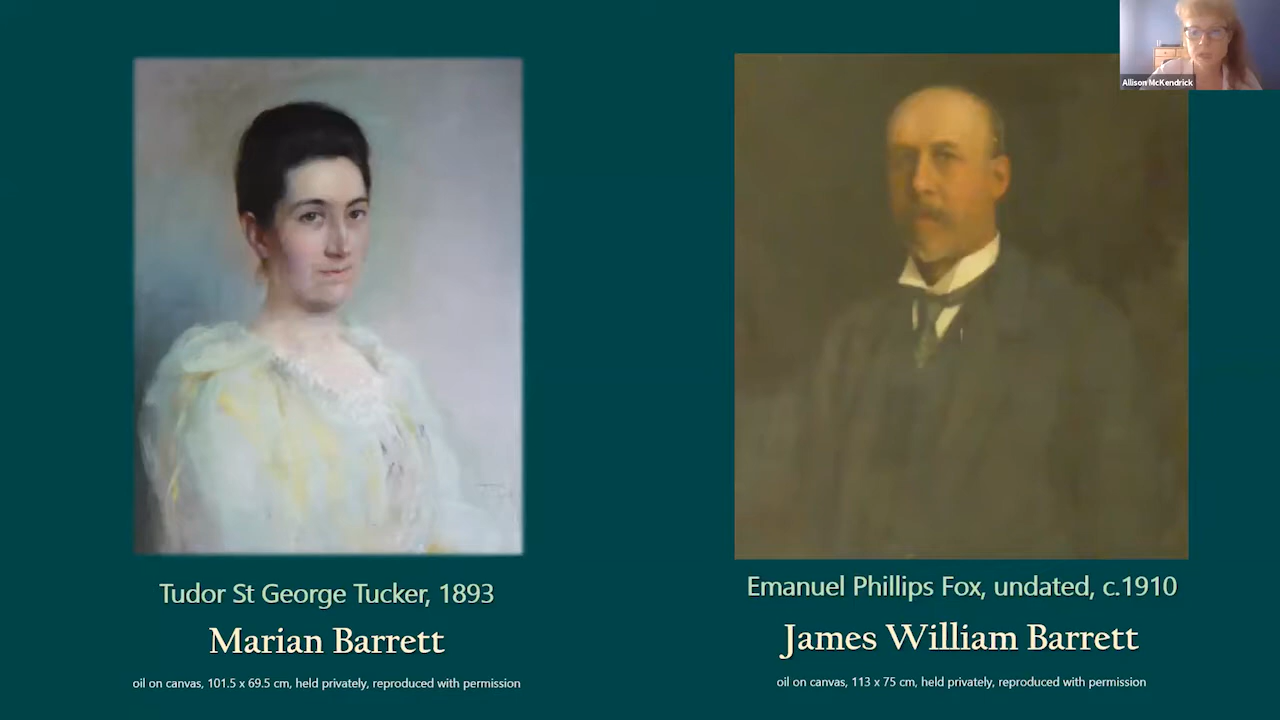 Allison McKendrick
Tudor St George Tucker, 1893
Marian Barrett
oil on canvas, 101.5 x 69.5 cm, held privately, reproduced with permission
Emanuel Phillips Fox, undated, c.1910
James William Barrett
oil on canvas, 113 x 75 cm, held privately, reproduced with permission